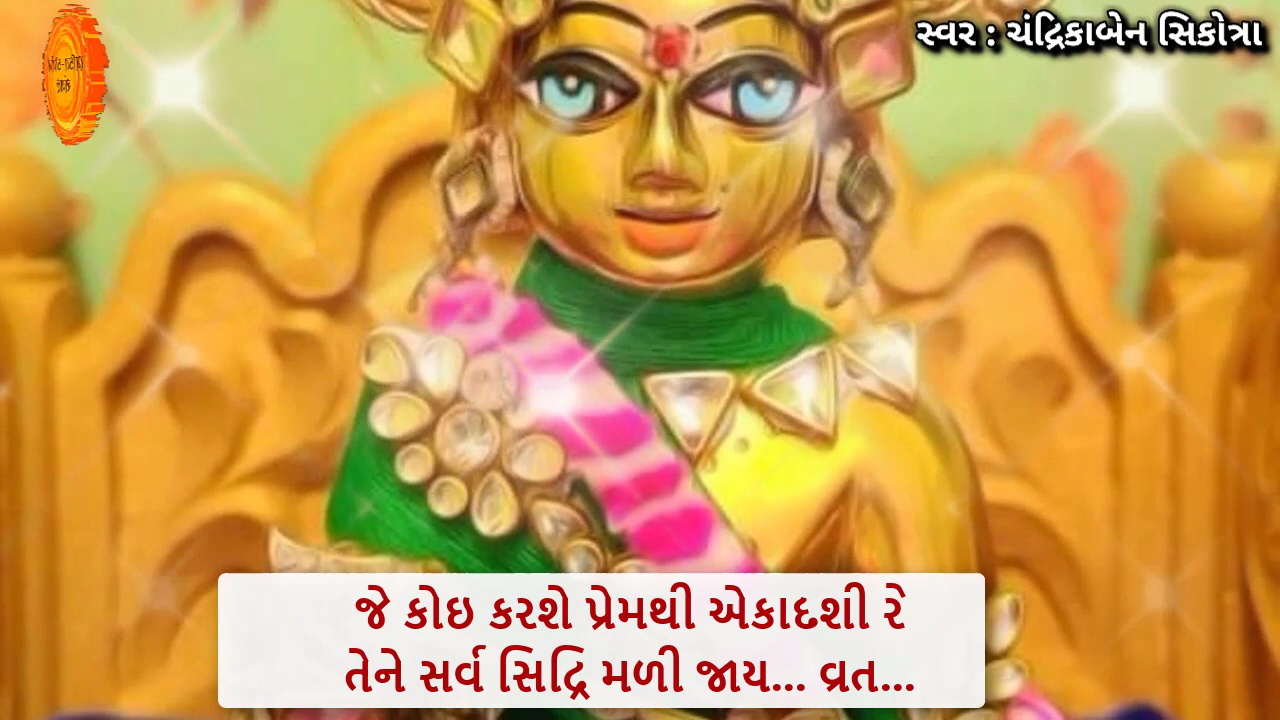 સ્વર : ચંદ્રિકાબેન સિકોત્રા
જે કોઇ કરશે પ્રેમથી એકાદશી રે
તેને સર્વ સિદ્રિ મળી જાય... વ્રત...